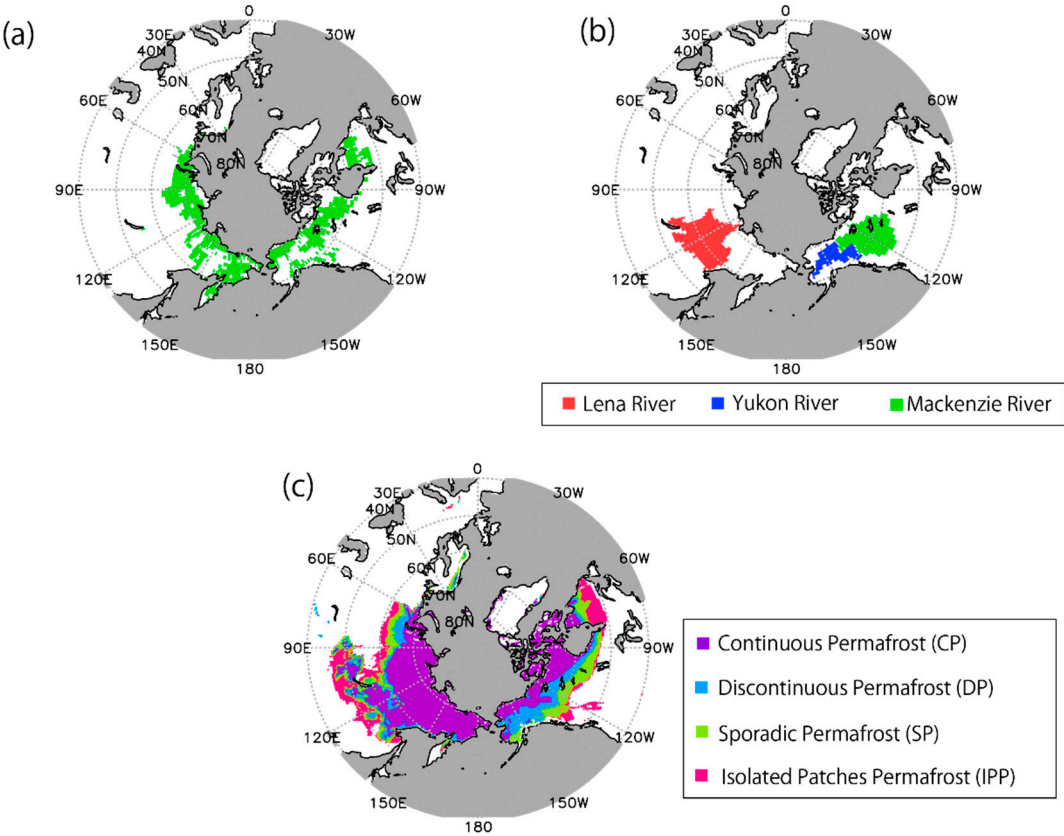 (a)
0
30W
60W
90W
120W
150W
180
150E
120E
90E
60E
30E
40N
50N
60N
70N
80N
(b)
0
30W
60W
90W
120W
150W
180
150E
120E
90E
60E
30E
40N
50N
60N
70N
80N
Lena River
Yukon River
Mackenzie River
(c)
0
30W
60W
90W
120W
150W
180
150E
120E
90E
60E
30E
40N
50N
60N
70N
80N
Continuous Permafrost (CP)
Discontinuous Permafrost (DP)
Sporadic Permafrost (SP)
Isolated Patches Permafrost (IPP)